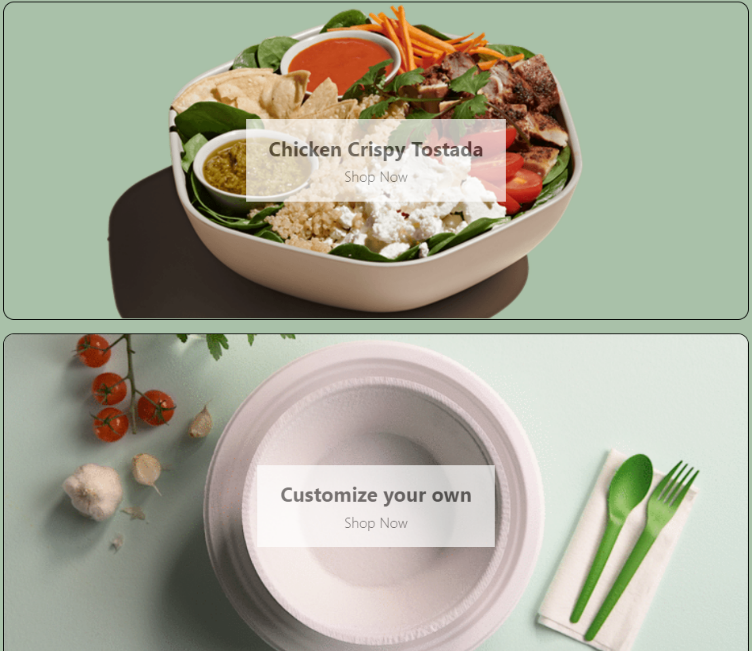 Chicken Crispy Tostada
Shop Now
Customize your own
Shop Now